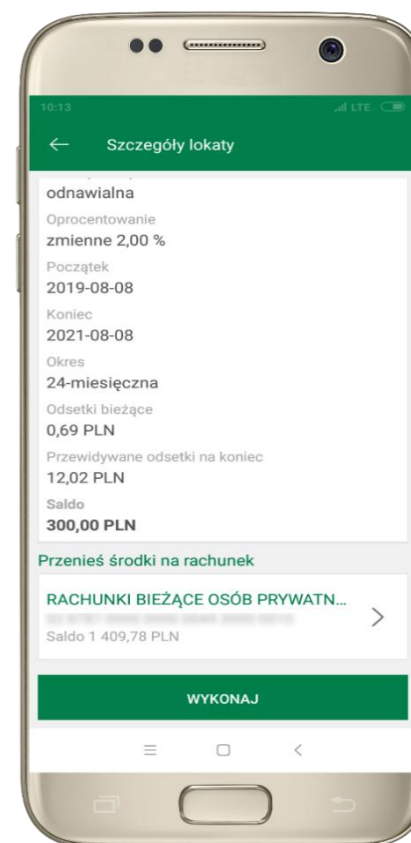 10:13
LTE
Szczegóły lokaty
odnawialna
Oprocentowanie
zmienne 2,00 %
Początek
2019-08-08
Koniec
2021-08-08
Okres
24-miesięczna
Odsetki bieżące
0,69 PLN
Przewidywane odsetki na koniec
12,02 PLN
Saldo
300,00 PLN
Przenieś środki na rachunek
RACHUNKI BIEŻĄCE OSÓB PRYWATN...
Saldo 1 409,78 PLN
WYKONAJ